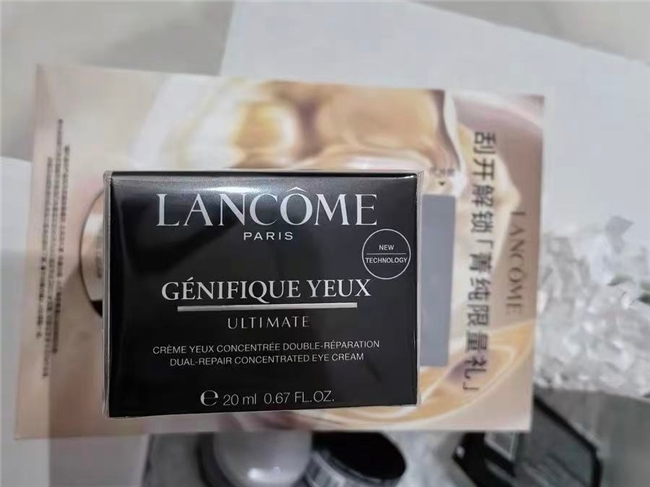 LANCÔME
PARIS
NEW
TECHNOLOGY
GÉNIFIQUE YEUX
ULTIMATE
CRÈME YEUX CONCENTRÉE DOUBLE-RÉPARATION
DUAL-REPAIR CONCENTRATED EYE CREAM
℮ 20 ml 0.67 FL.OZ.
LANCÔME
刮开解锁「菁纯限量礼」